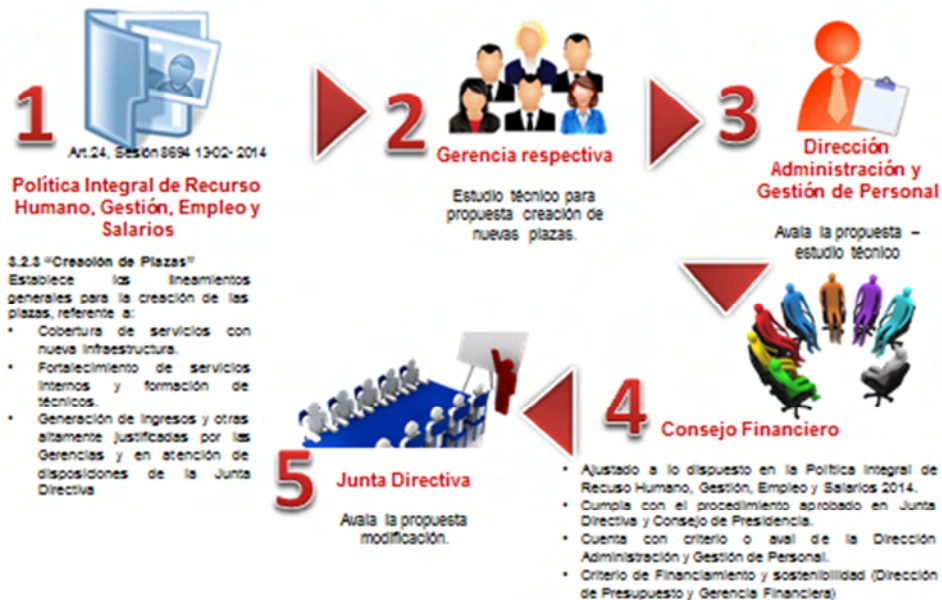 1
Art.24, Sesión 8694 13-02- 2014
Política Integral de Recurso
Humano, Gestión, Empleo y
Salarios
3.2.3 “Creación de Plazas”
Establece los lineamientos
generales para la creación de las
plazas, referente a:
• Cobertura de servicios con
nueva infraestructura.
• Fortalecimiento de servicios
internos y formación de
técnicos.
• Generación de ingresos y otras
altamente justificadas por las
Gerencias y en atención de
disposiciones de la Junta
Directiva
2
Gerencia respectiva
Estudio técnico para
propuesta creación de
nuevas plazas.
3
Dirección
Administración y
Gestión de Personal
Avala la propuesta –
estudio técnico
4
Consejo Financiero
• Ajustado a lo dispuesto en la Política Integral de
Recuso Humano, Gestión, Empleo y Salarios 2014.
• Cumpla con el procedimiento aprobado en Junta
Directiva y Consejo de Presidencia.
• Cuenta con criterio o aval de la Dirección
Administración y Gestión de Personal.
• Criterio de Financiamiento y sostenibilidad (Dirección
de Presupuesto y Gerencia Financiera)
5
Junta Directiva
Avala la propuesta
modificación.